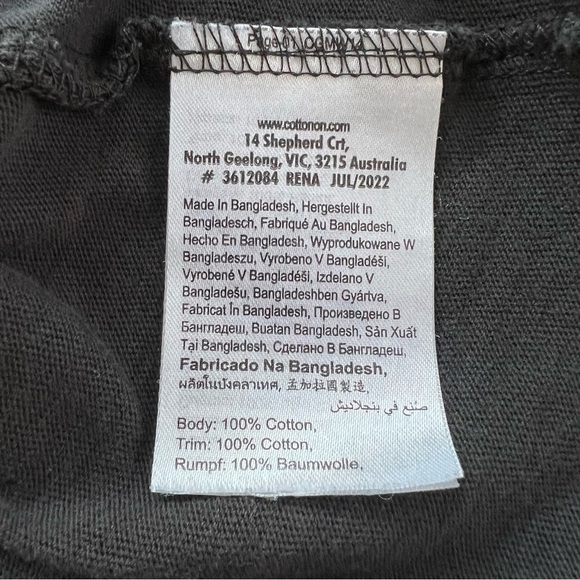 www.cottonon.com
14 Shepherd Crt,
North Geelong, VIC, 3215 Australia
# 3612084 RENA JUL/2022
Made In Bangladesh, Hergestellt In
Bangladesch, Fabriqué Au Bangladesh,
Hecho En Bangladesh, Wyprodukowane W
Bangladeszu, Vyrobeno V Bangladéši,
Vyrobené V Bangladéši, Izdelano V
Bangladešu, Bangladeshben Gyártva,
Fabricat În Bangladesh, Произведено В
Бангладеш, Buatan Bangladesh, Sản Xuất
Tại Bangladesh, Сделано В Бангладеш,
Fabricado Na Bangladesh,
ผลิตในบังคลาเทศ, 孟加拉國製造,
صُنِع في بنجلاديش
Body: 100% Cotton,
Trim: 100% Cotton,
Rumpf: 100% Baumwolle,